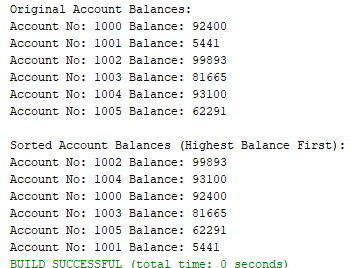 Original Account Balances:
Account No: 1000 Balance: 92400
Account No: 1001 Balance: 5441
Account No: 1002 Balance: 99893
Account No: 1003 Balance: 81665
Account No: 1004 Balance: 93100
Account No: 1005 Balance: 62291

Sorted Account Balances (Highest Balance First):
Account No: 1002 Balance: 99893
Account No: 1004 Balance: 93100
Account No: 1000 Balance: 92400
Account No: 1003 Balance: 81665
Account No: 1005 Balance: 62291
Account No: 1001 Balance: 5441
BUILD SUCCESSFUL (total time: 0 seconds)